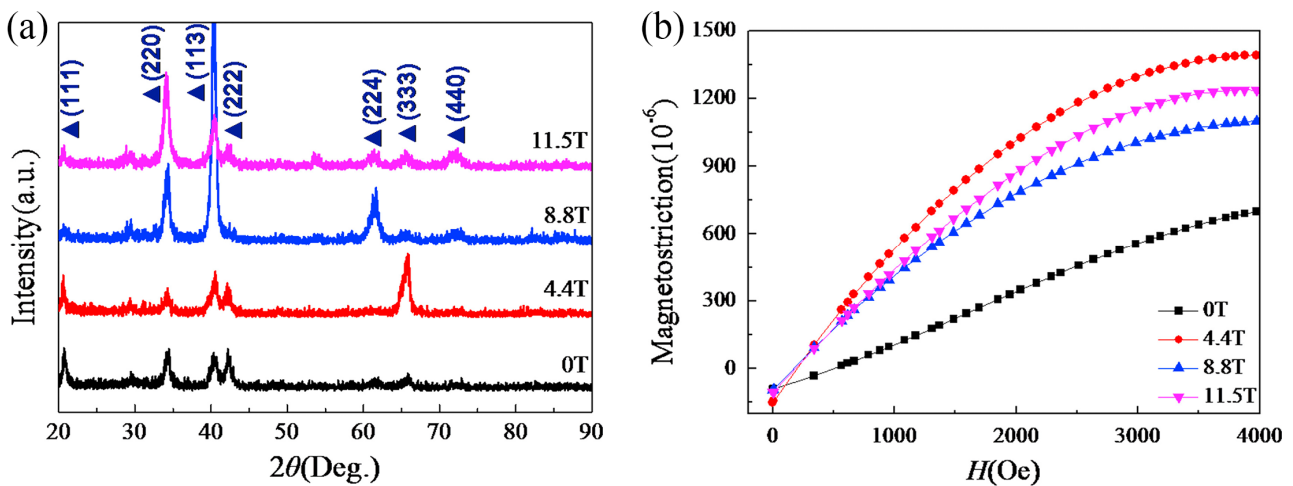 (a)
(111)
(220)
(113)
(222)
(224)
(333)
(440)
11.5T
8.8T
4.4T
0T
Intensity(a.u.)
20 30 40 50 60 70 80 90
2θ(Deg.)
(b)
1500
1200
900
600
300
0
Magnetostriction(10-6)
0T
4.4T
8.8T
11.5T
0 1000 2000 3000 4000
H(Oe)